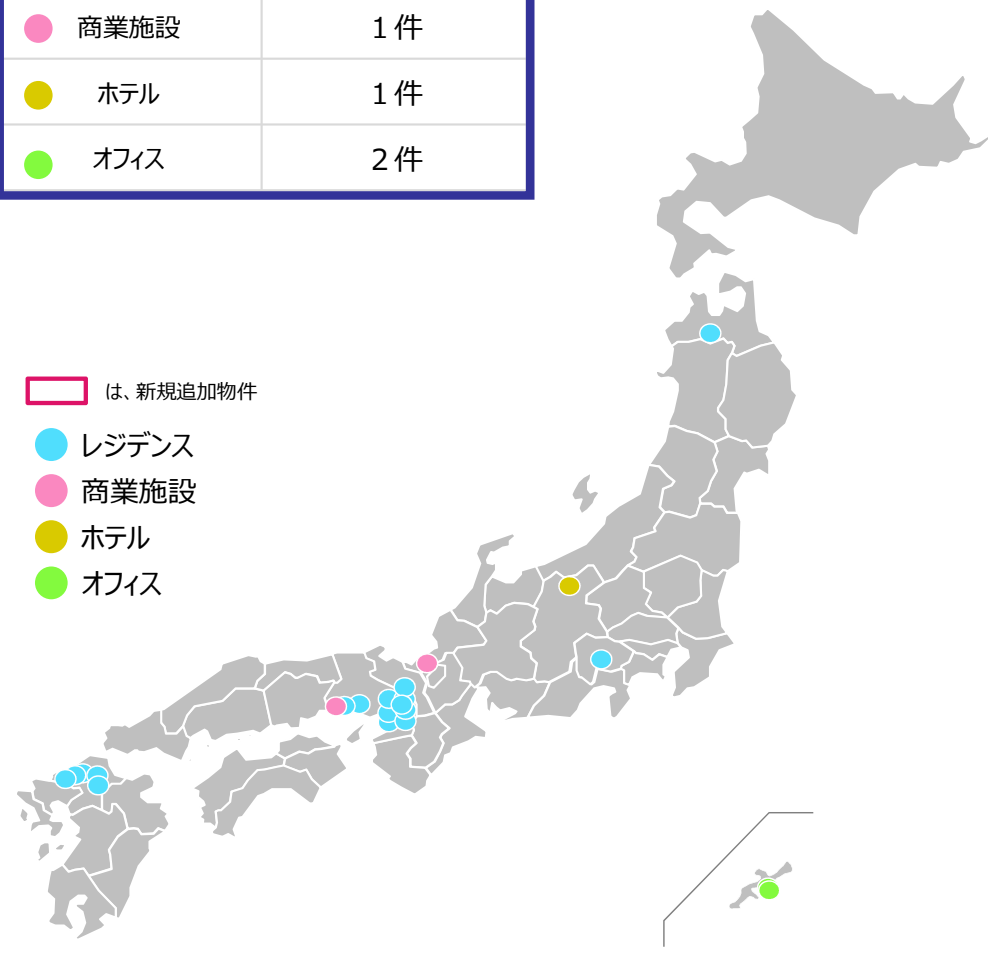 商業施設 1件
ホテル 1件
オフィス 2件
は、新規追加物件
レジデンス
商業施設
ホテル
オフィス